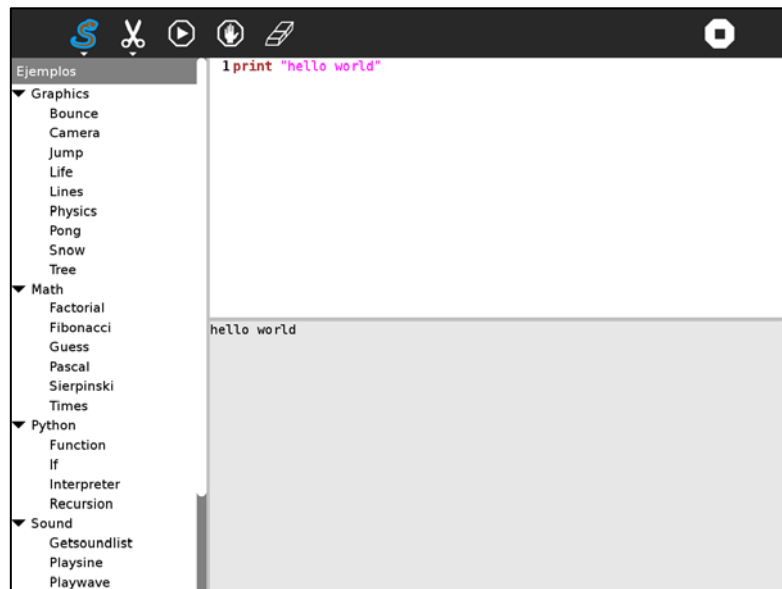 Ejemplos
Graphics
Bounce
Camera
Jump
Life
Lines
Physics
Pong
Snow
Tree
Math
Factorial
Fibonacci
Guess
Pascal
Sierpinski
Times
Python
Function
If
Interpreter
Recursion
Sound
Getsoundlist
Playsine
Playwave
1 print "hello world"
hello world